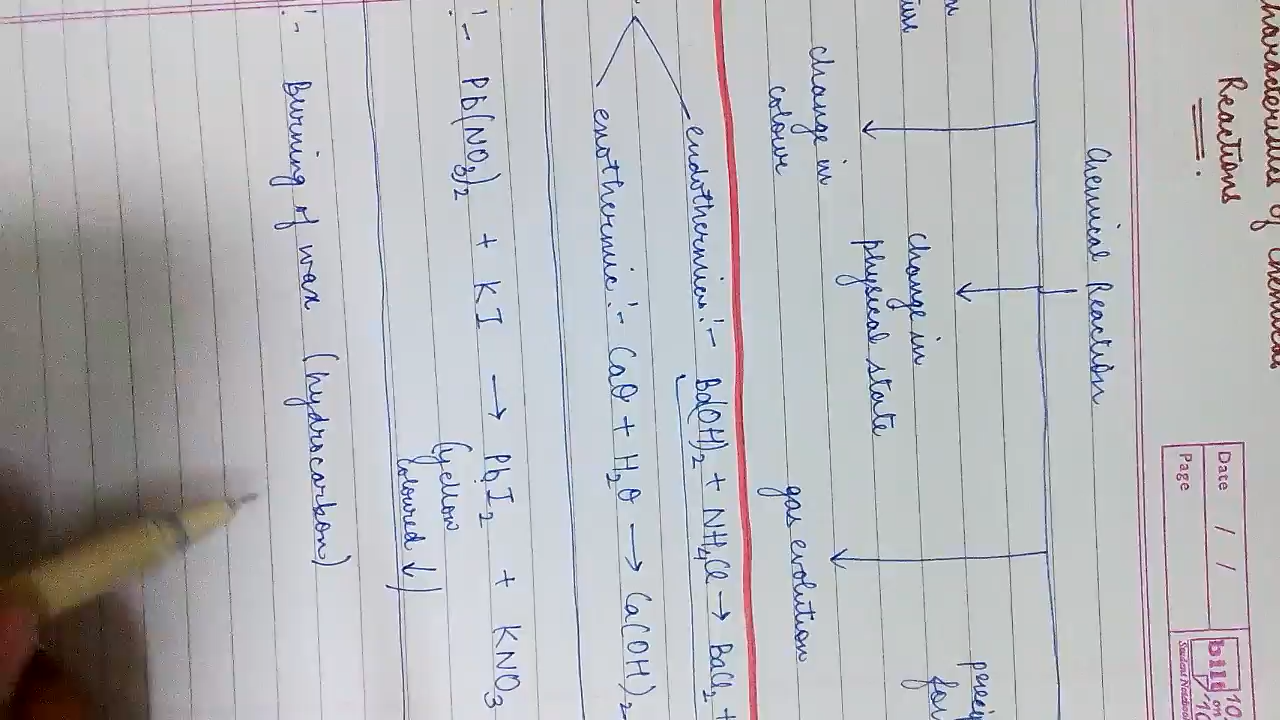 Reactions
Date / /
Page
Chemical Reaction
change in
colour
change in
physical state
gas evolution
endothermic :- Ba(OH)2 + NH4Cl → BaCl2 +
exothermic :- CaO + H2O → Ca(OH)2
:- Pb(NO3)2 + KI → PbI2 + KNO3
(yellow
coloured ↓)
:- Burning of wax (hydrocarbon)